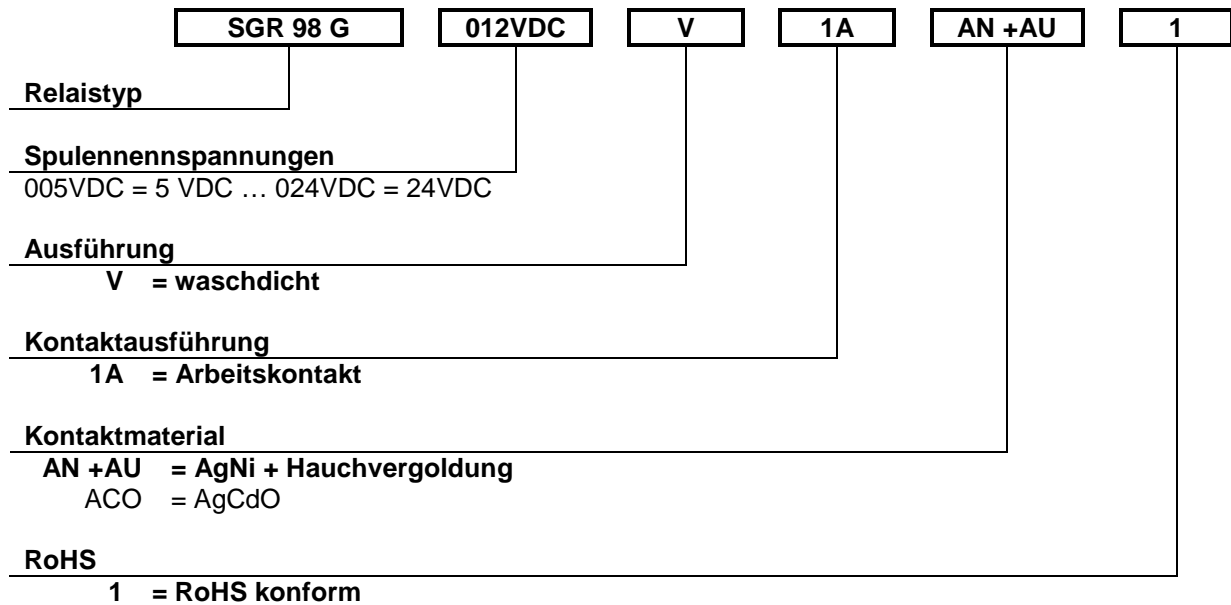 SGR 98 G 012VDC V 1A AN +AU 1
Relaistyp
Spulennennspannungen
005VDC = 5 VDC … 024VDC = 24VDC
Ausführung
V = waschdicht
Kontaktausführung
1A = Arbeitskontakt
Kontaktmaterial
AN +AU = AgNi + Hauchvergoldung
ACO = AgCdO
RoHS
1 = RoHS konform